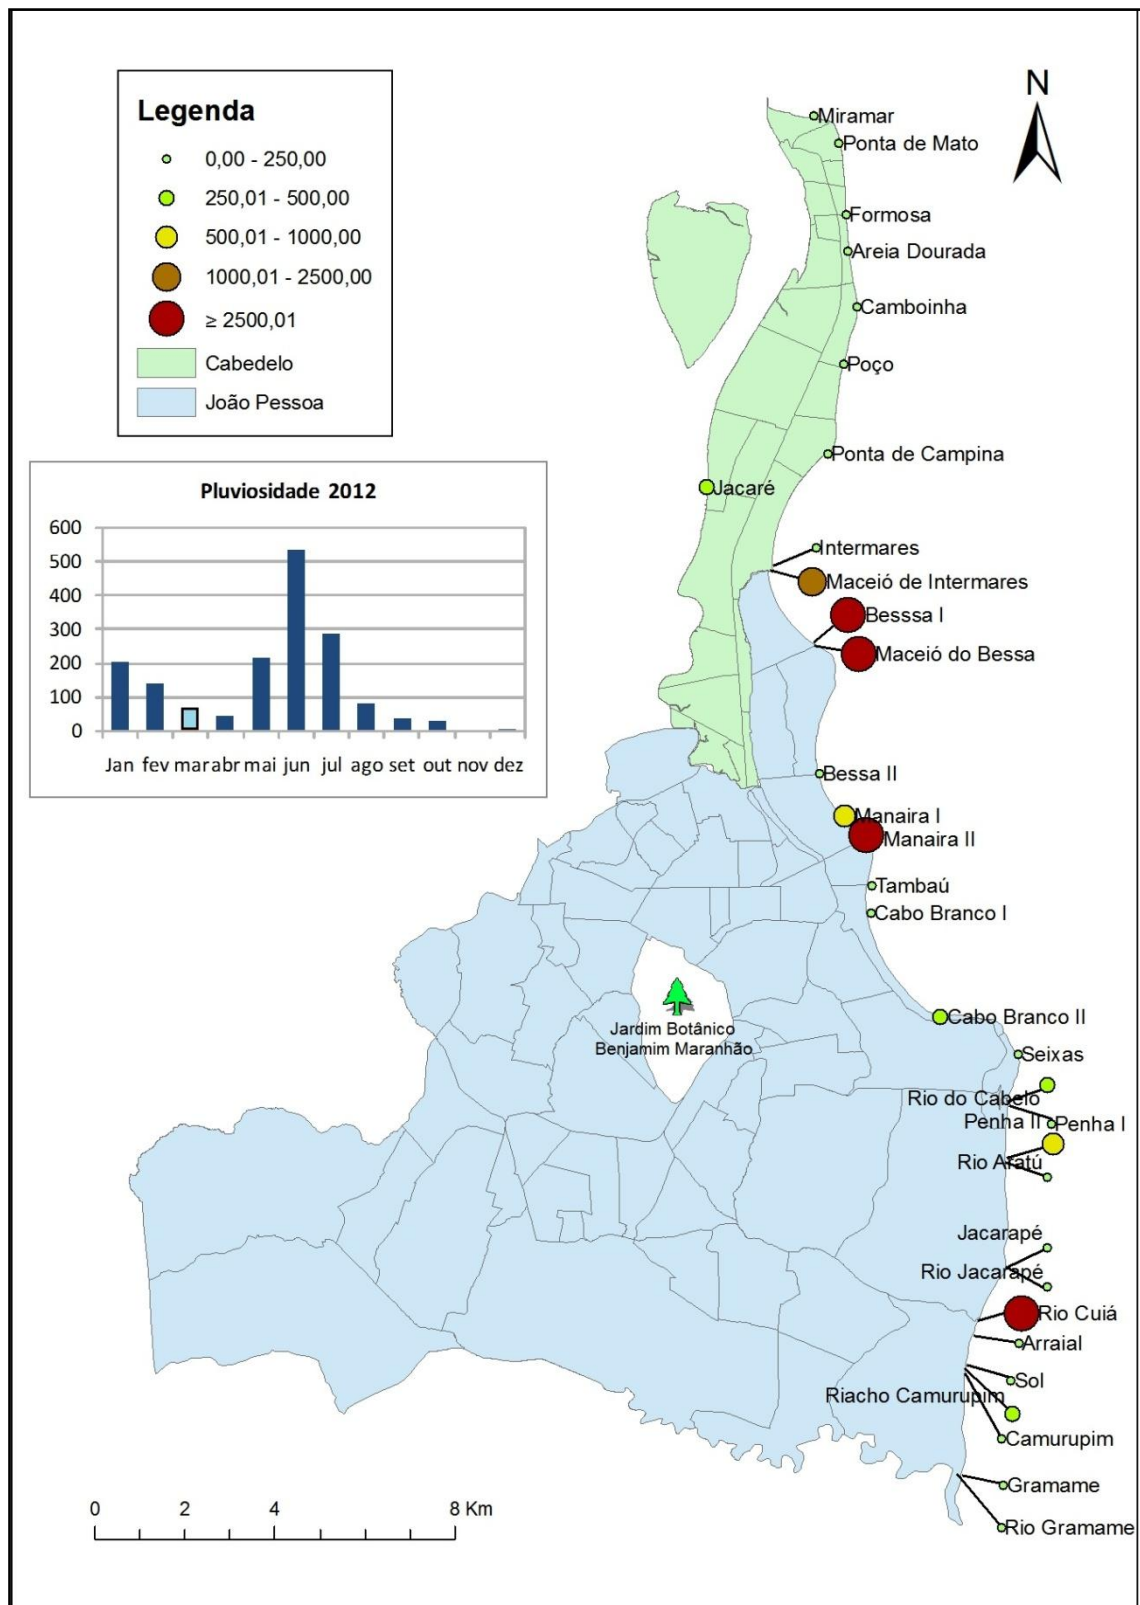 Legenda
0,00 - 250,00
250,01 - 500,00
500,01 - 1000,00
1000,01 - 2500,00
≥ 2500,01
Cabedelo
João Pessoa
N
Miramar
Ponta de Mato
Formosa
Areia Dourada
Camboinha
Poço
Ponta de Campina
Jacaré
Intermares
Maceió de Intermares
Besssa I
Maceió do Bessa
Pluviosidade 2012
600
500
400
300
200
100
0
Jan fev mar abr mai jun jul ago set out nov dez
Bessa II
Manaira I
Manaira II
Tambaú
Cabo Branco I
Jardim Botânico
Benjamim Maranhão
Cabo Branco II
Seixas
Rio do Cabelo
Penha II
Penha I
Rio Aratú
Jacarapé
Rio Jacarapé
Rio Cuiá
Arraial
Sol
Riacho Camurupim
Camurupim
Gramame
Rio Gramame
0 2 4 8 Km